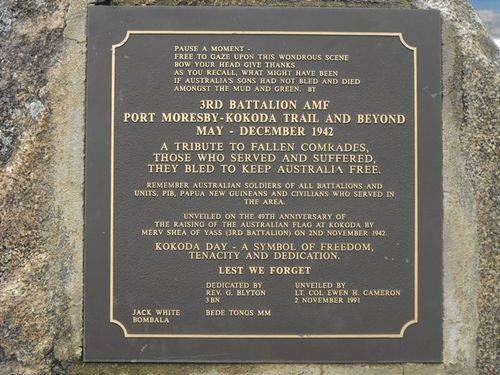 PAUSE A MOMENT -
FREE TO GAZE UPON THIS WONDROUS SCENE
BOW YOUR HEAD GIVE THANKS
AS YOU RECALL, WHAT MIGHT HAVE BEEN
IF AUSTRALIA'S SONS HAD NOT BLED AND DIED
AMONGST THE MUD AND GREEN. BY
3RD BATTALION AMF
PORT MORESBY-KOKODA TRAIL AND BEYOND
MAY - DECEMBER 1942
A TRIBUTE TO FALLEN COMRADES,
THOSE WHO SERVED AND SUFFERED,
THEY BLED TO KEEP AUSTRALIA FREE.
REMEMBER AUSTRALIAN SOLDIERS OF ALL BATTALIONS AND
UNITS, PIB, PAPUA NEW GUINEANS AND CIVILIANS WHO SERVED IN
THE AREA.
UNVEILED ON THE 49TH ANNIVERSARY OF
THE RAISING OF THE AUSTRALIAN FLAG AT KOKODA BY
MERV SHEA OF YASS (3RD BATTALION) ON 2ND NOVEMBER 1942.
KOKODA DAY - A SYMBOL OF FREEDOM,
TENACITY AND DEDICATION.
LEST WE FORGET
DEDICATED BY
REV. G. BLYTON
3 BN
UNVEILED BY
LT. COL EWEN H. CAMERON
2 NOVEMBER 1991
JACK WHITE
BOMBALA
BEDE TONGS MM